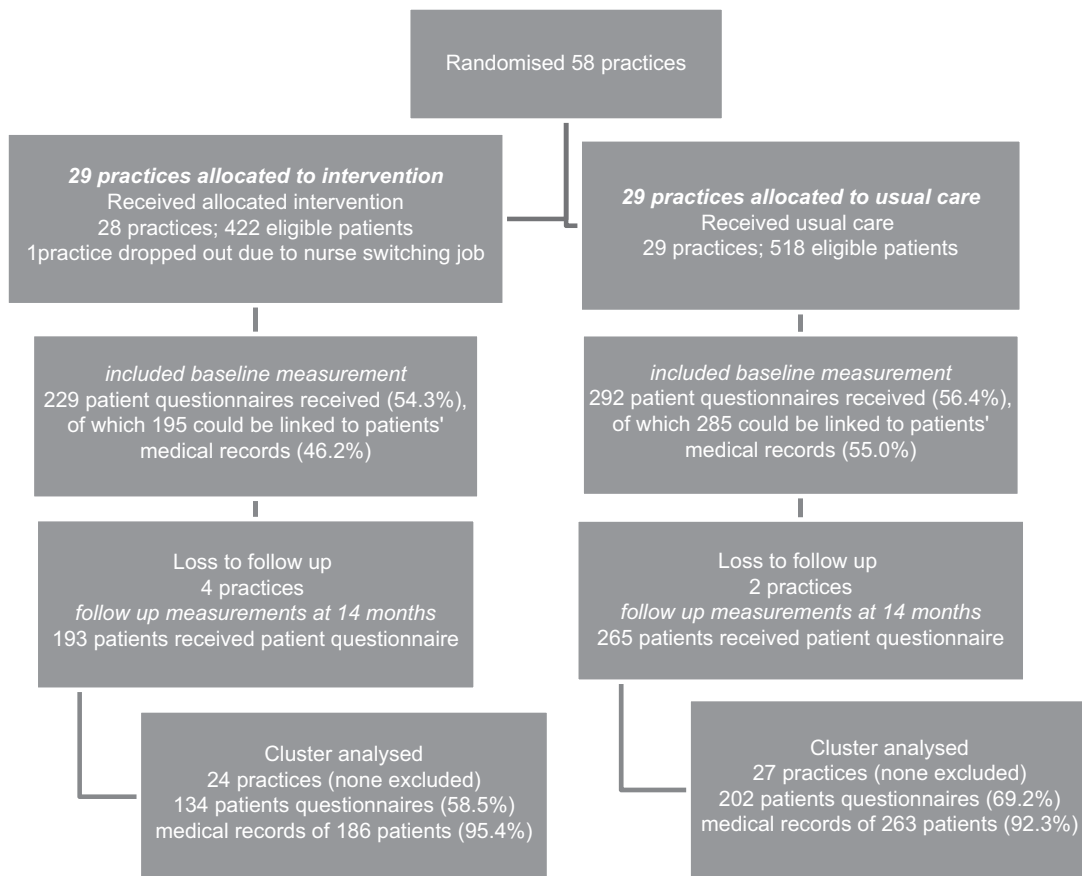 Randomised 58 practices
29 practices allocated to intervention
Received allocated intervention
28 practices; 422 eligible patients
1practice dropped out due to nurse switching job
29 practices allocated to usual care
Received usual care
29 practices; 518 eligible patients
included baseline measurement
229 patient questionnaires received (54.3%),
of which 195 could be linked to patients'
medical records (46.2%)
included baseline measurement
292 patient questionnaires received (56.4%),
of which 285 could be linked to patients'
medical records (55.0%)
Loss to follow up
4 practices
follow up measurements at 14 months
193 patients received patient questionnaire
Loss to follow up
2 practices
follow up measurements at 14 months
265 patients received patient questionnaire
Cluster analysed
24 practices (none excluded)
134 patients questionnaires (58.5%)
medical records of 186 patients (95.4%)
Cluster analysed
27 practices (none excluded)
202 patients questionnaires (69.2%)
medical records of 263 patients (92.3%)